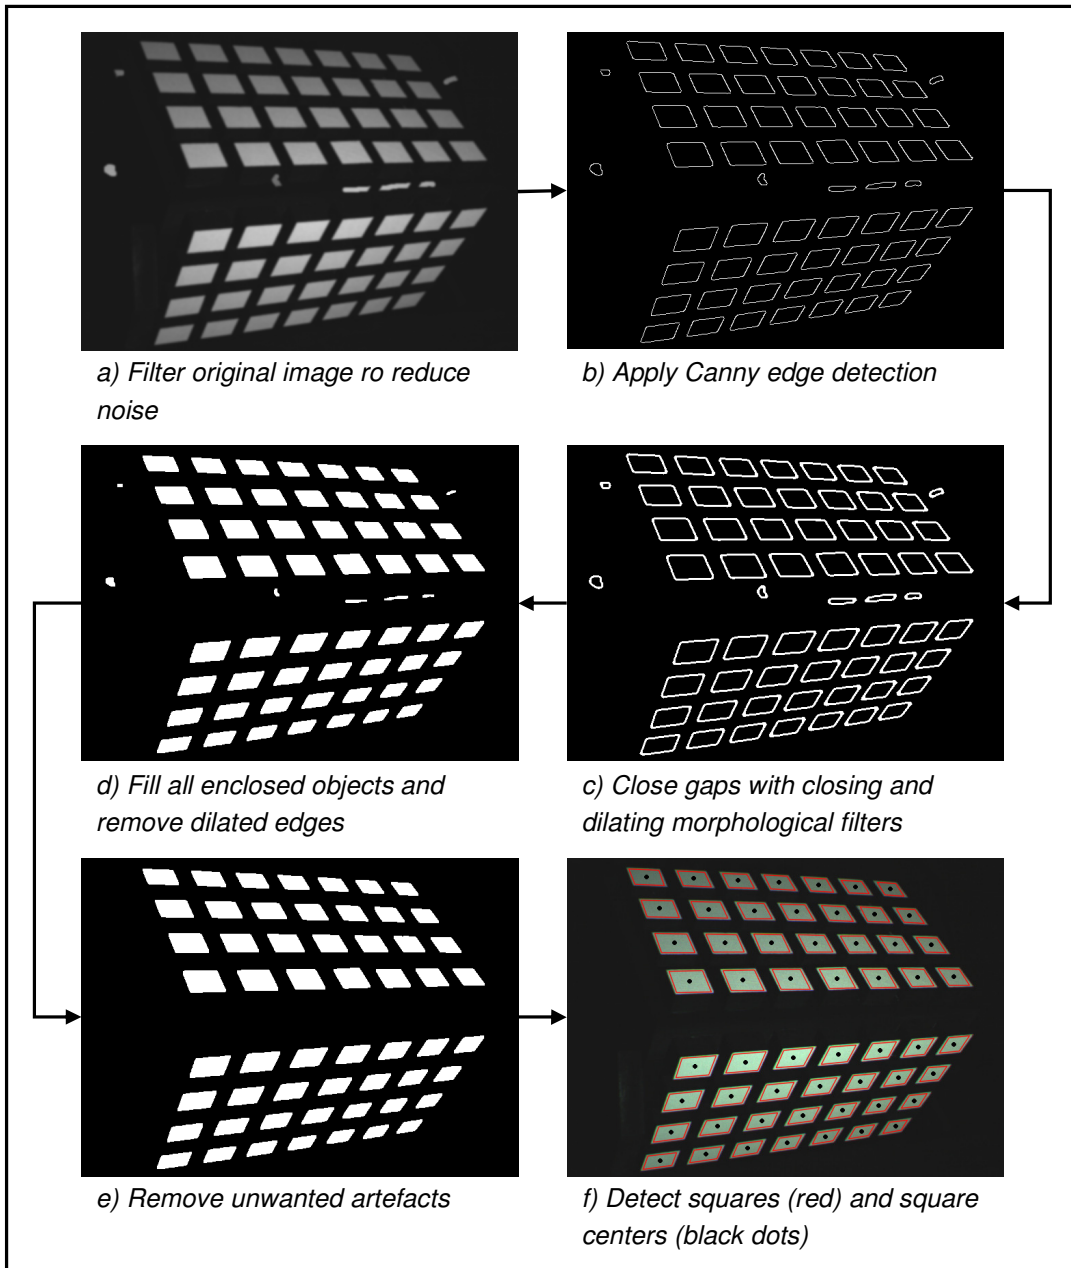 a) Filter original image ro reduce
noise
b) Apply Canny edge detection
d) Fill all enclosed objects and
remove dilated edges
c) Close gaps with closing and
dilating morphological filters
e) Remove unwanted artefacts
f) Detect squares (red) and square
centers (black dots)